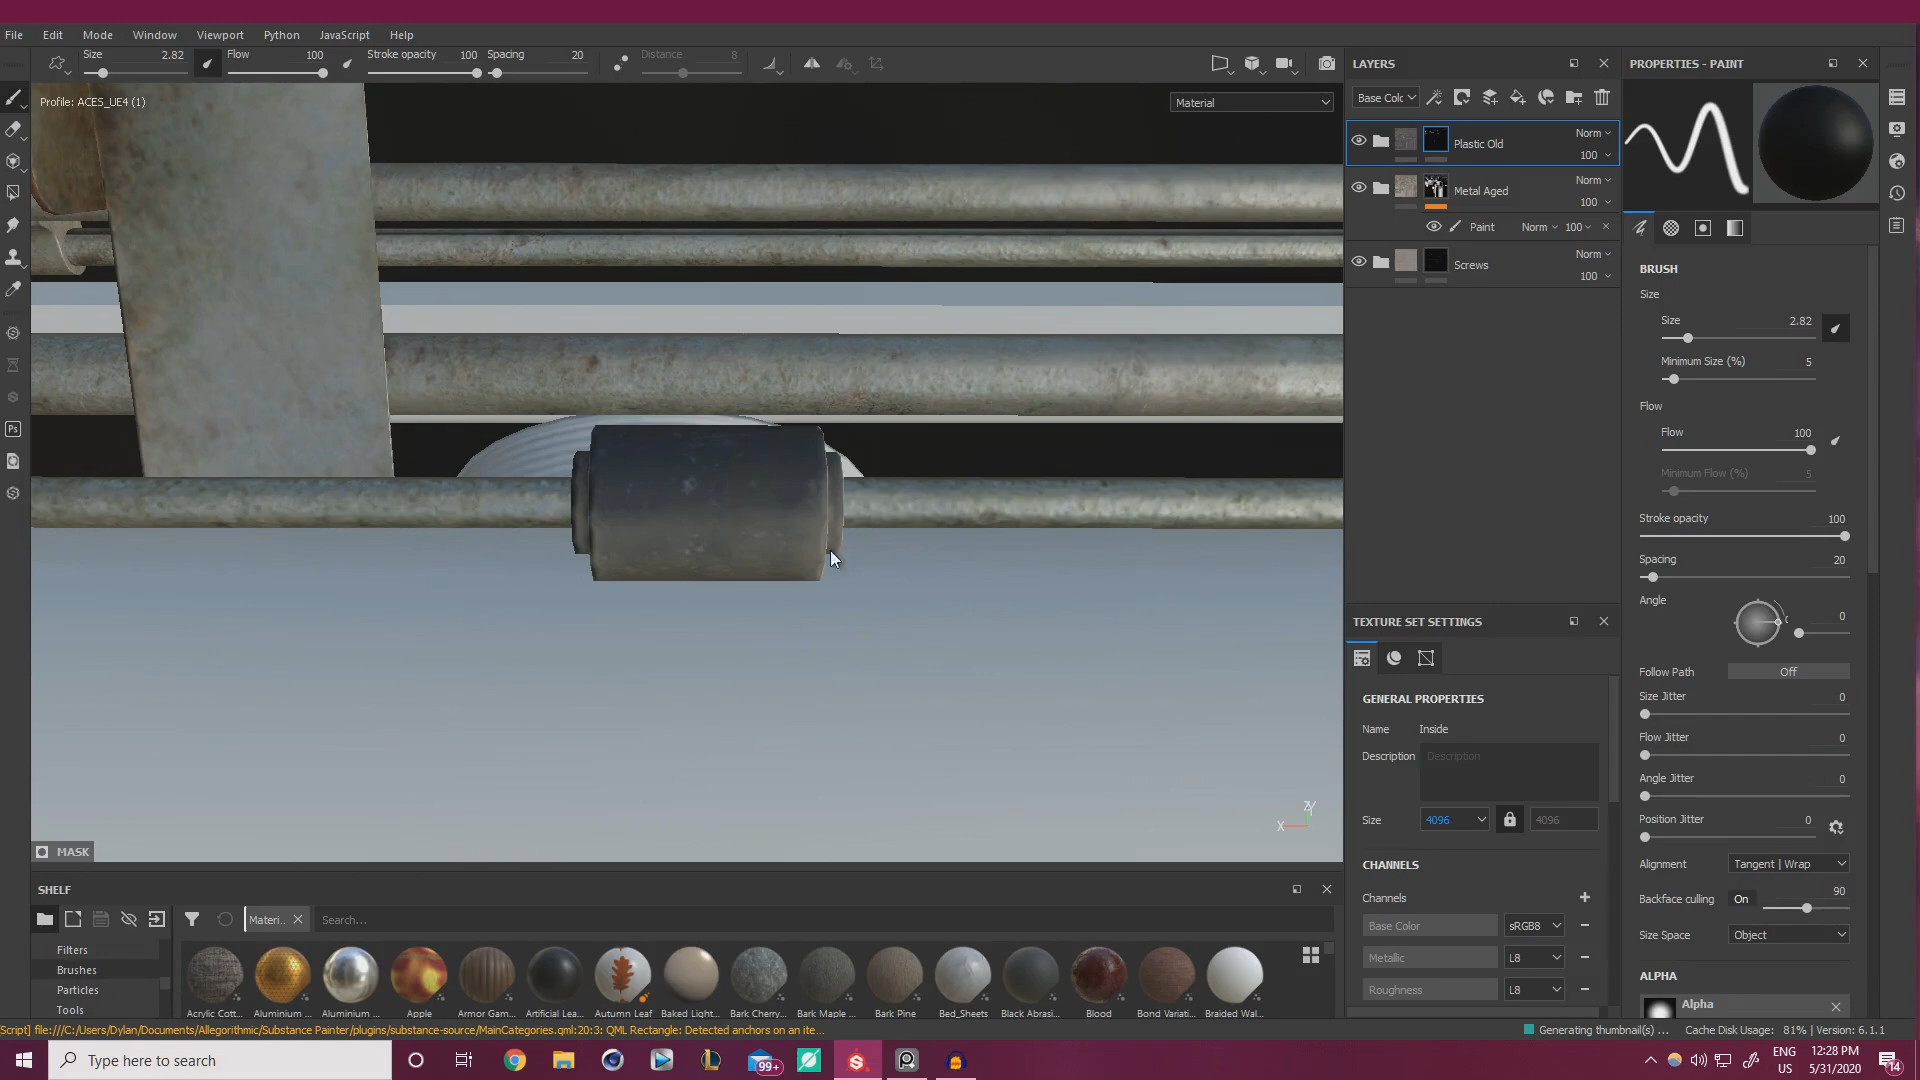 File Edit Mode Window Viewport Python JavaScript Help
Size 2.82 Flow 100 Stroke opacity 100 Spacing 20 Distance 8
Profile: ACES_UE4 (1)
Material
MASK
X ZY
LAYERS
Base Colo
Plastic Old Norm 100
Metal Aged Norm 100
Paint Norm 100
Screws Norm 100
TEXTURE SET SETTINGS
GENERAL PROPERTIES
Name Inside
Description Description
Size 4096 4096
CHANNELS
Channels
Base Color sRGB8
Metallic L8
Roughness L8
PROPERTIES - PAINT
BRUSH
Size
Size 2.82
Minimum Size (%) 5
Flow
Flow 100
Minimum Flow (%) 5
Stroke opacity 100
Spacing 20
Angle 0
Follow Path Off
Size Jitter 0
Flow Jitter 0
Angle Jitter 0
Position Jitter 0
Alignment Tangent | Wrap
Backface culling On 90
Size Space Object
ALPHA
Alpha
SHELF
Materi... Search...
Filters
Brushes
Particles
Tools
Acrylic Cott... Aluminium ... Aluminium ... Apple Armor Gam... Artificial Lea... Autumn Leaf Baked Light... Bark Cherry... Bark Maple ... Bark Pine Bed_Sheets Black Abrasi... Blood Bond Variati... Braided Wal...
Script] file:///C:/Users/Dylan/Documents/Allegorithmic/Substance Painter/plugins/substance-source/MainCategories.qml:20:3: QML Rectangle: Detected anchors on an ite...
Generating thumbnail(s) ... Cache Disk Usage: 81% | Version: 6.1.1
Type here to search
Ps
99+
ENG
US
12:28 PM
5/31/2020
14